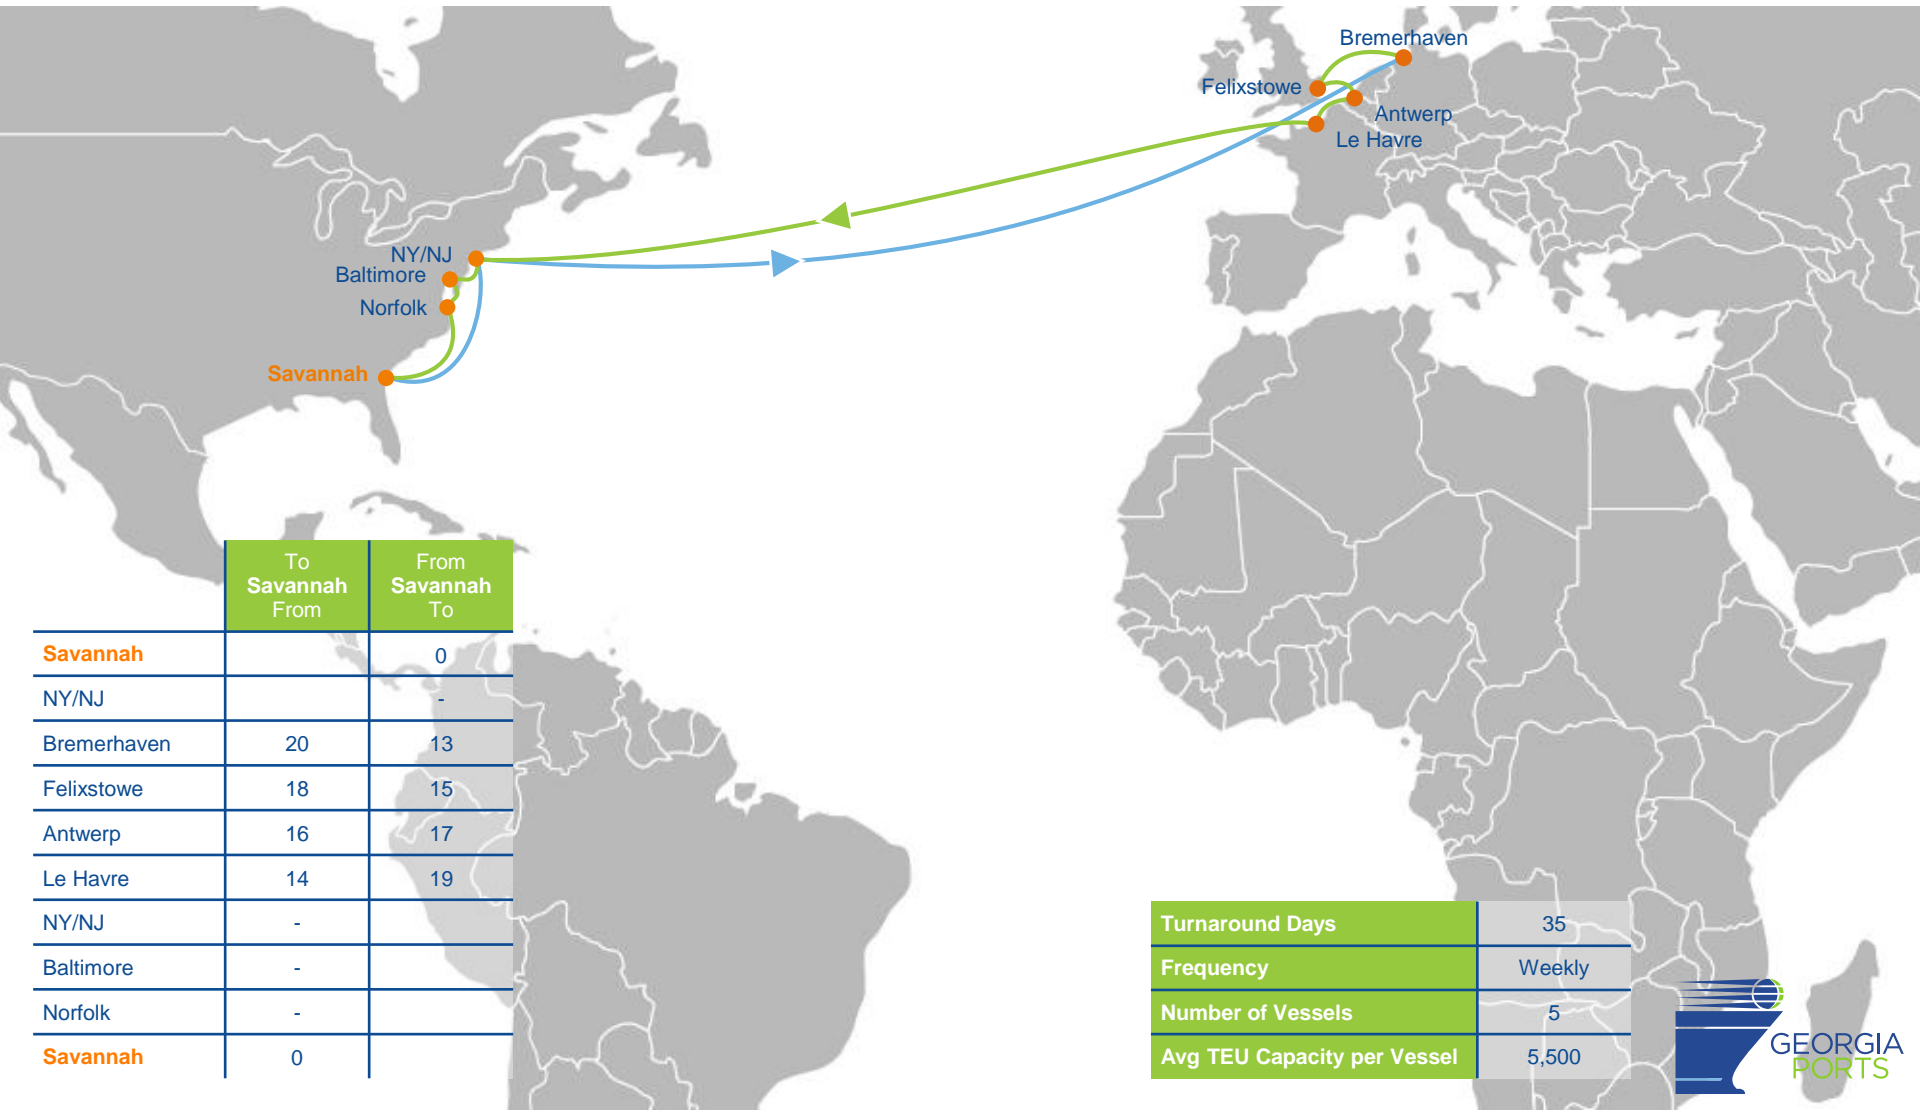 Bremerhaven
Felixstowe
Antwerp
Le Havre
NY/NJ
Baltimore
Norfolk
Savannah
To Savannah From
From Savannah To
Savannah 0
NY/NJ -
Bremerhaven 20 13
Felixstowe 18 15
Antwerp 16 17
Le Havre 14 19
NY/NJ -
Baltimore -
Norfolk -
Savannah 0
Turnaround Days 35
Frequency Weekly
Number of Vessels 5
Avg TEU Capacity per Vessel 5,500
GEORGIA
PORTS